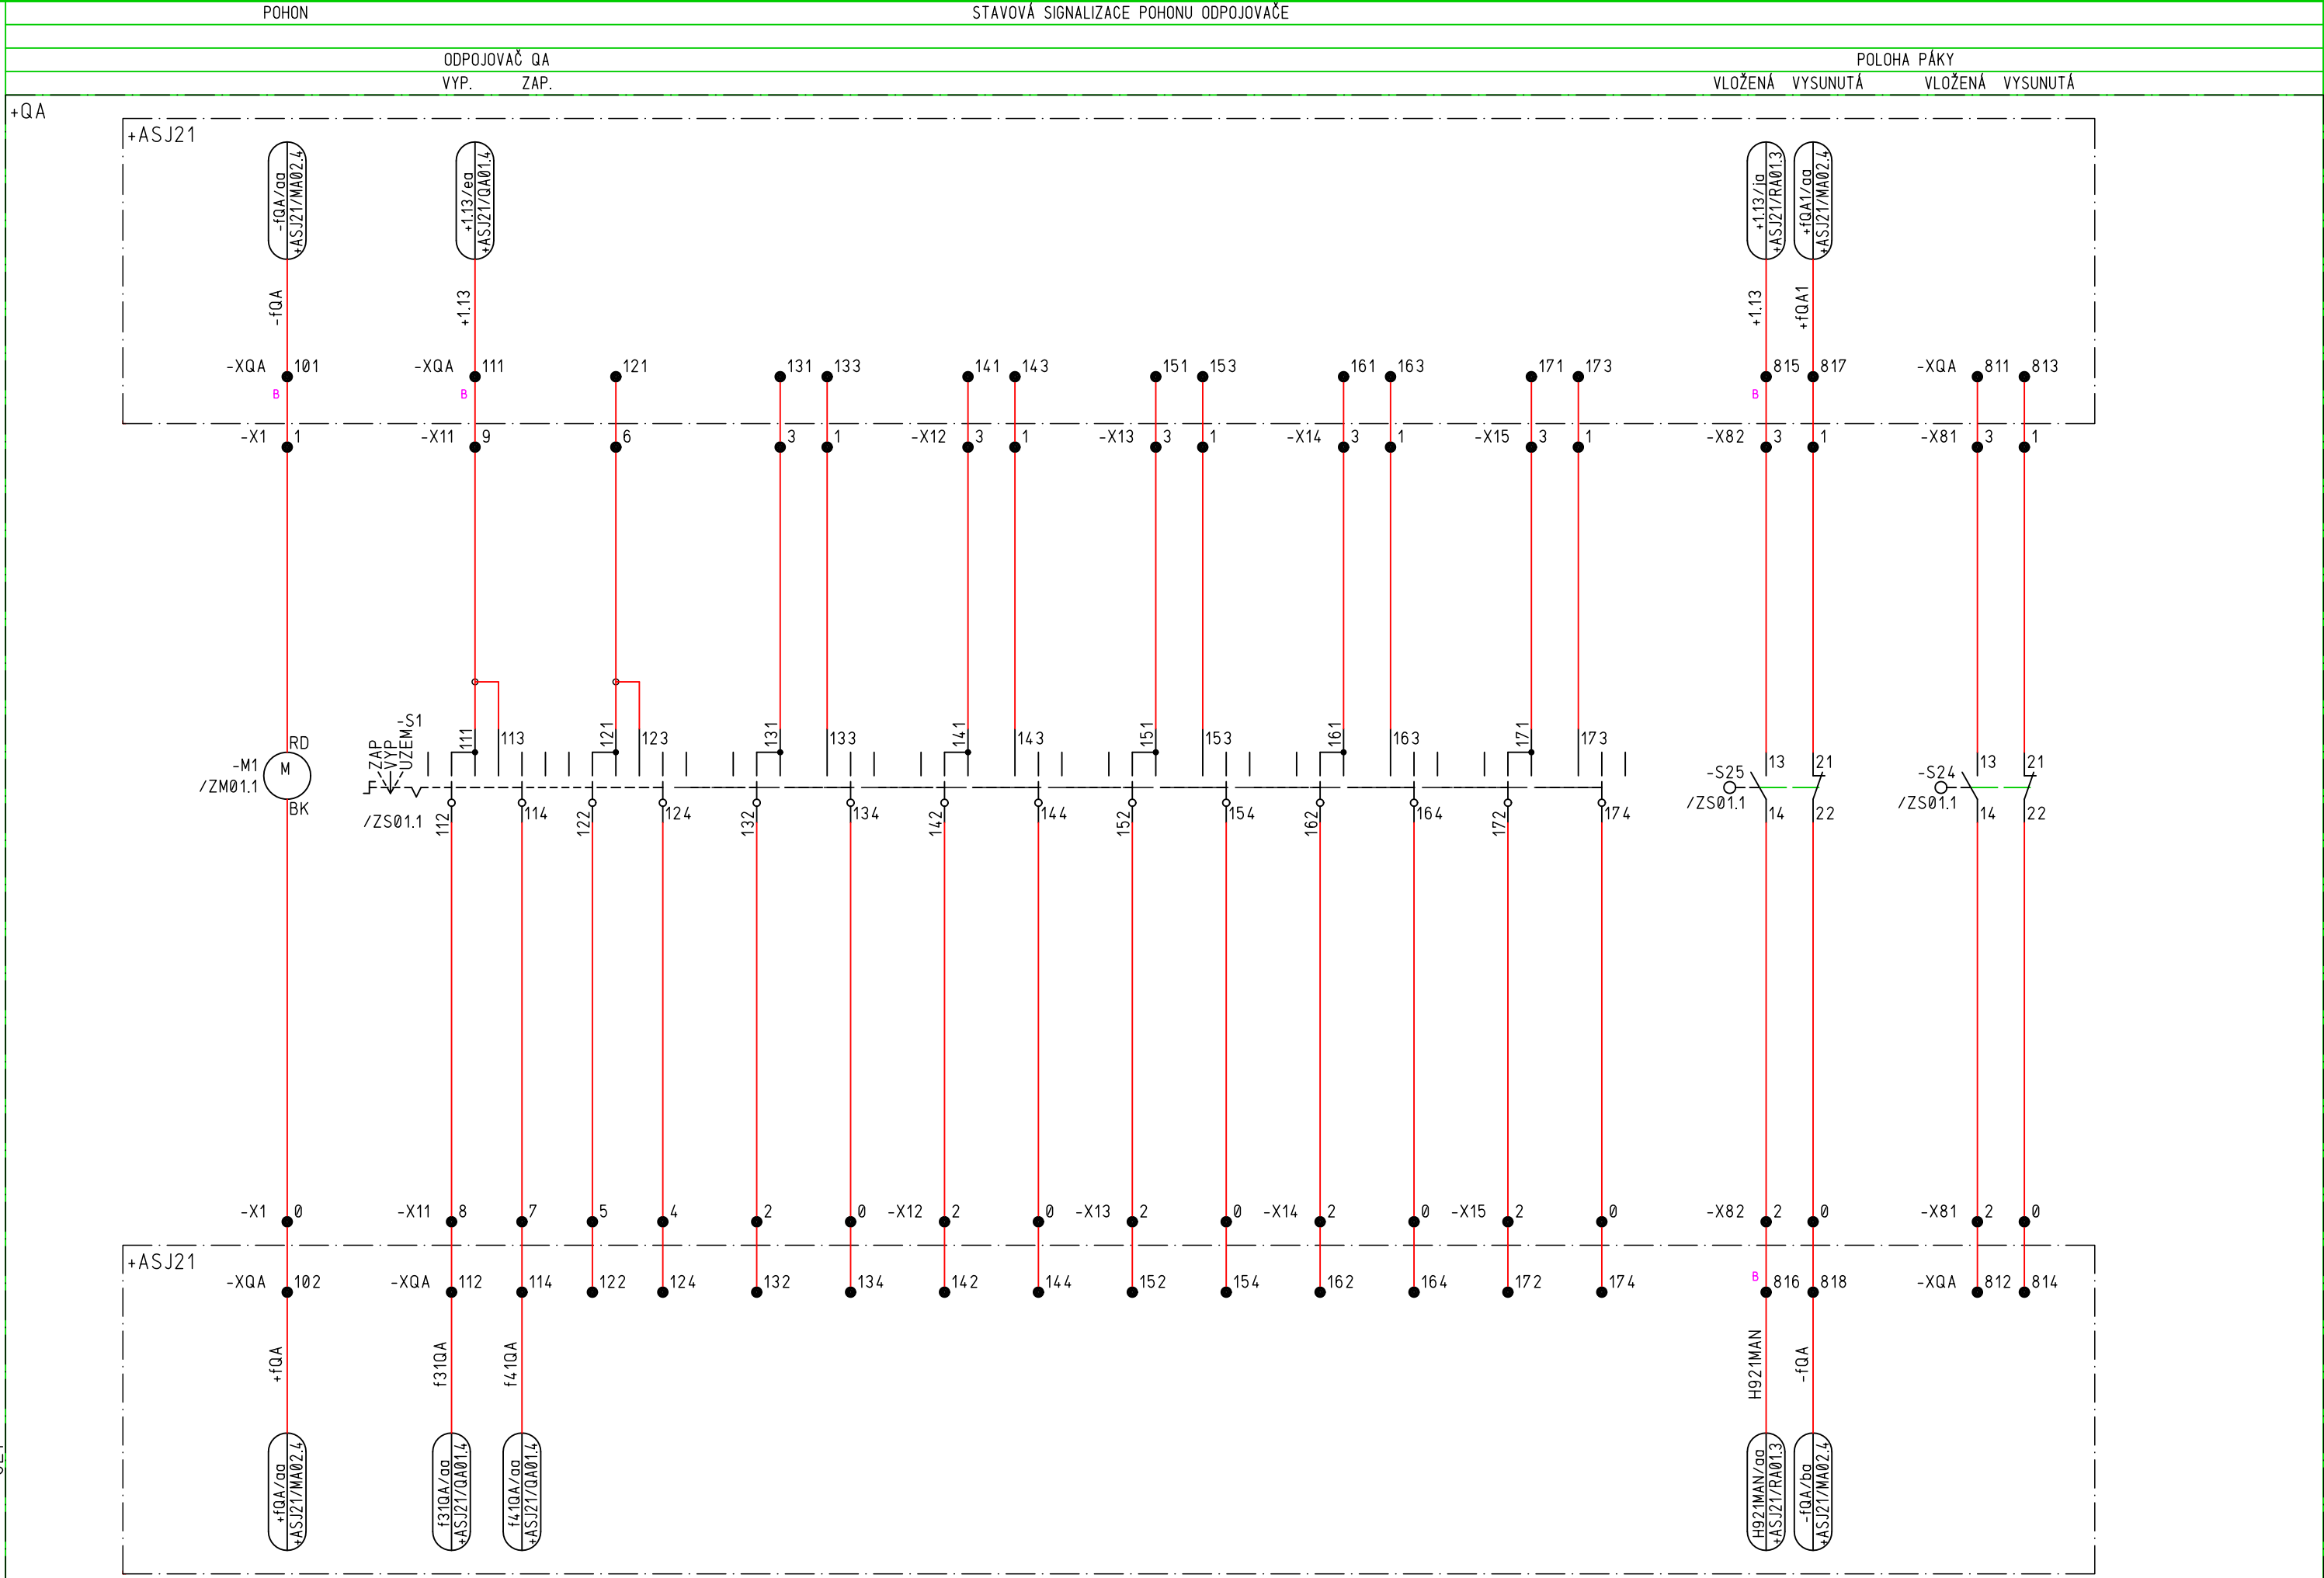 POHON STAVOVÁ SIGNALIZACE POHONU ODPOJOVAČE
ODPOJOVAČ QA POLOHA PÁKY
VYP. ZAP. VLOŽENÁ VYSUNUTÁ VLOŽENÁ VYSUNUTÁ
+QA
+ASJ21
-fQA/aa
+ASJ21/MA02.4
+1.13/ea
+ASJ21/QA01.4
+1.13/ia
+ASJ21/RA01.3
+fQA1/aa
+ASJ21/MA02.4
-fQA +1.13 +1.13 +fQA1
-XQA 101 -XQA 111 121 131 133 141 143 151 153 161 163 171 173 815 817 -XQA 811 813
B B B
-X1 1 -X11 9 6 3 1 -X12 3 1 -X13 3 1 -X14 3 1 -X15 3 1 -X82 3 1 -X81 3 1
-S1
ZAP
VYP
UZEM
RD 111 113 121 123 131 133 141 143 151 153 161 163 171 173
-M1 M
/ZM01.1
BK
-S25 13 21 -S24 13 21
/ZS01.1 14 22 /ZS01.1 14 22
/ZS01.1 112 114 122 124 132 134 142 144 152 154 162 164 172 174
-X1 0 -X11 8 7 5 4 2 0 -X12 2 0 -X13 2 0 -X14 2 0 -X15 2 0 -X82 2 0 -X81 2 0
+ASJ21
-XQA 102 -XQA 112 114 122 124 132 134 142 144 152 154 162 164 172 174 B 816 818 -XQA 812 814
+fQA f31QA f41QA H921MAN -fQA
+fQA/aa
+ASJ21/MA02.4
f31QA/aa
+ASJ21/QA01.4
f41QA/aa
+ASJ21/QA01.4
H921MAN/aa
+ASJ21/RA01.3
-fQA/ba
+ASJ21/MA02.4